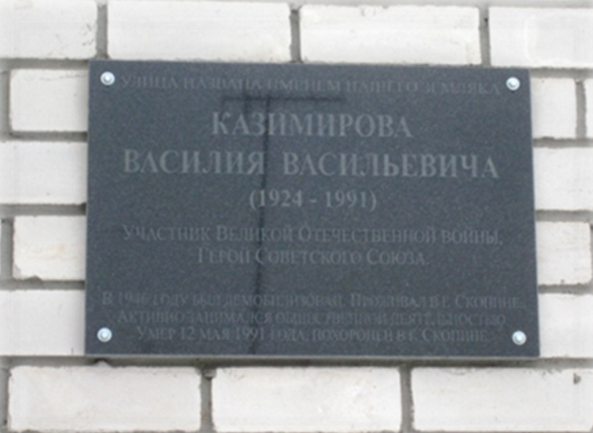 УЛИЦА НАЗВАНА ИМЕНЕМ НАШЕГО ЗЕМЛЯКА
КАЗИМИРОВА
ВАСИЛИЯ ВАСИЛЬЕВИЧА
(1924 - 1991)
УЧАСТНИК ВЕЛИКОЙ ОТЕЧЕСТВЕННОЙ ВОЙНЫ,
ГЕРОЙ СОВЕТСКОГО СОЮЗА.
В 1946 ГОДУ БЫЛ ДЕМОБИЛИЗОВАН. ПРОЖИВАЛ В Г. СКОПИНЕ.
АКТИВНО ЗАНИМАЛСЯ ОБЩЕСТВЕННОЙ ДЕЯТЕЛЬНОСТЬЮ.
УМЕР 12 МАЯ 1991 ГОДА, ПОХОРОНЕН В Г. СКОПИНЕ.